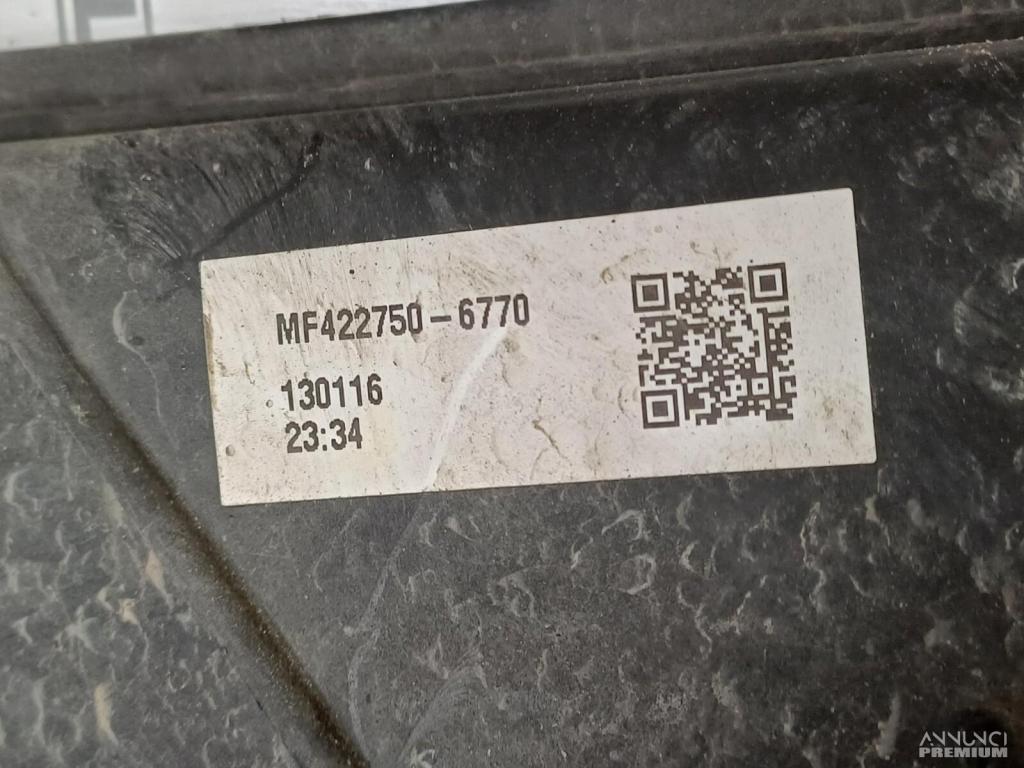 MF422750-6770
130116
23:34
ANNUNCI
PREMIUM